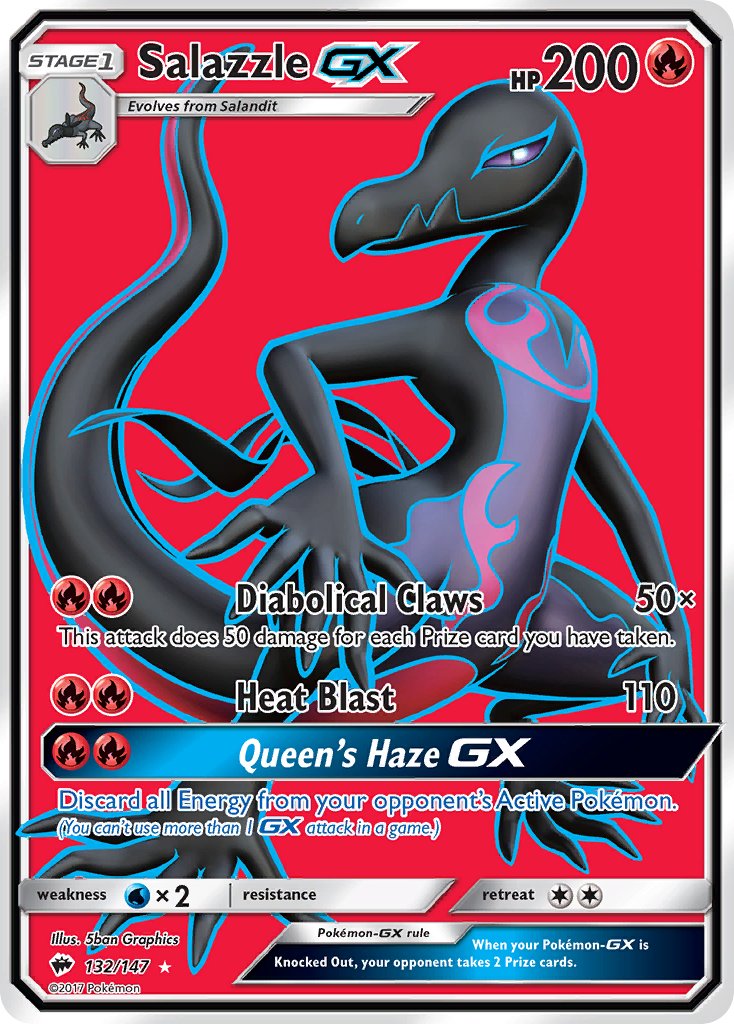 STAGE1 Salazzle GX HP200
Evolves from Salandit
Diabolical Claws 50×
This attack does 50 damage for each Prize card you have taken.
Heat Blast 110
Queen's Haze GX
Discard all Energy from your opponent's Active Pokémon.
(You can't use more than 1 GX attack in a game.)
weakness ×2 resistance retreat
Illus. 5ban Graphics
132/147
©2017 Pokémon
Pokémon-GX rule
When your Pokémon-GX is
Knocked Out, your opponent takes 2 Prize cards.